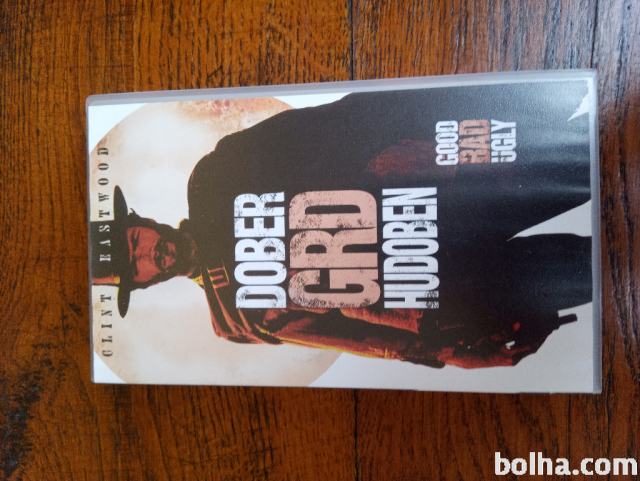 CLINT EASTWOOD
DOBER
GRD
HUDOBEN
GOOD
BAD
UGLY
bolha.com